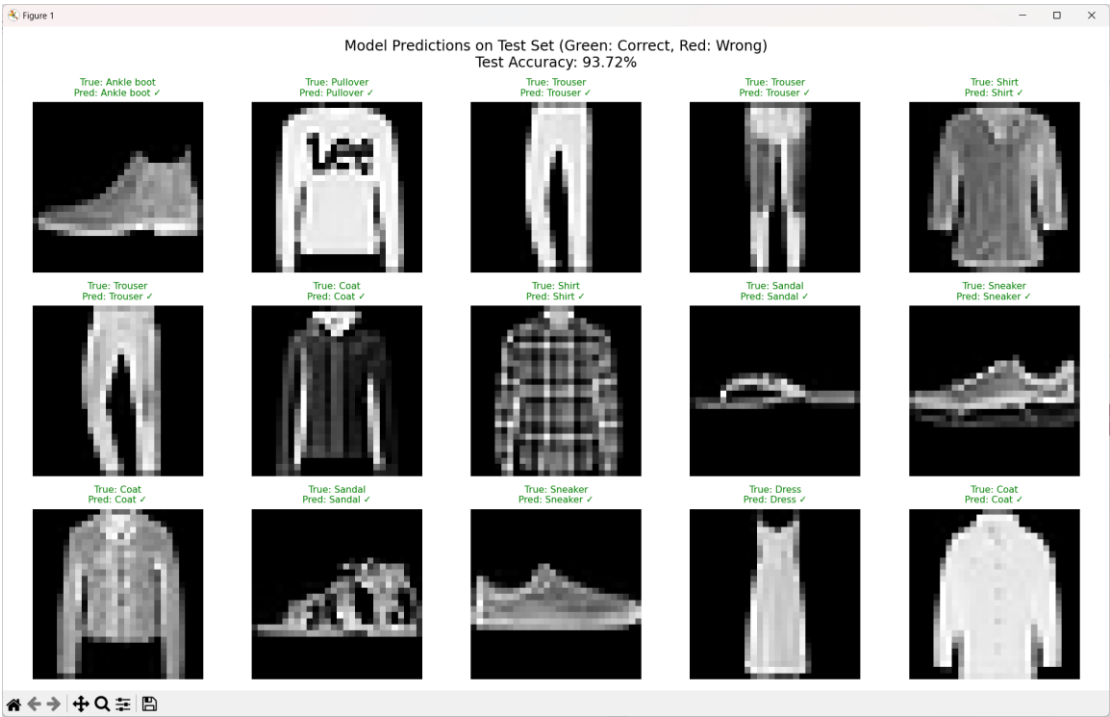 Figure 1
Model Predictions on Test Set (Green: Correct, Red: Wrong)
Test Accuracy: 93.72%
True: Ankle boot
Pred: Ankle boot ✓
True: Pullover
Pred: Pullover ✓
True: Trouser
Pred: Trouser ✓
True: Trouser
Pred: Trouser ✓
True: Shirt
Pred: Shirt ✓
Lee
True: Trouser
Pred: Trouser ✓
True: Coat
Pred: Coat ✓
True: Shirt
Pred: Shirt ✓
True: Sandal
Pred: Sandal ✓
True: Sneaker
Pred: Sneaker ✓
True: Coat
Pred: Coat ✓
True: Sandal
Pred: Sandal ✓
True: Sneaker
Pred: Sneaker ✓
True: Dress
Pred: Dress ✓
True: Coat
Pred: Coat ✓